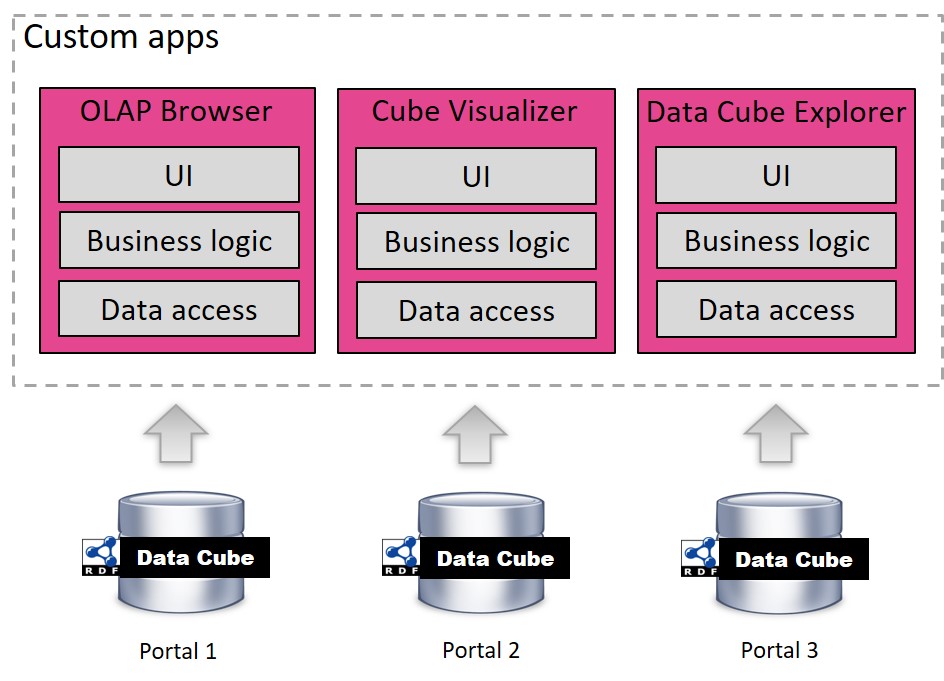 Custom apps
OLAP Browser
UI
Business logic
Data access
Cube Visualizer
UI
Business logic
Data access
Data Cube Explorer
UI
Business logic
Data access
RDF
Data Cube
RDF
Data Cube
RDF
Data Cube
Portal 1
Portal 2
Portal 3